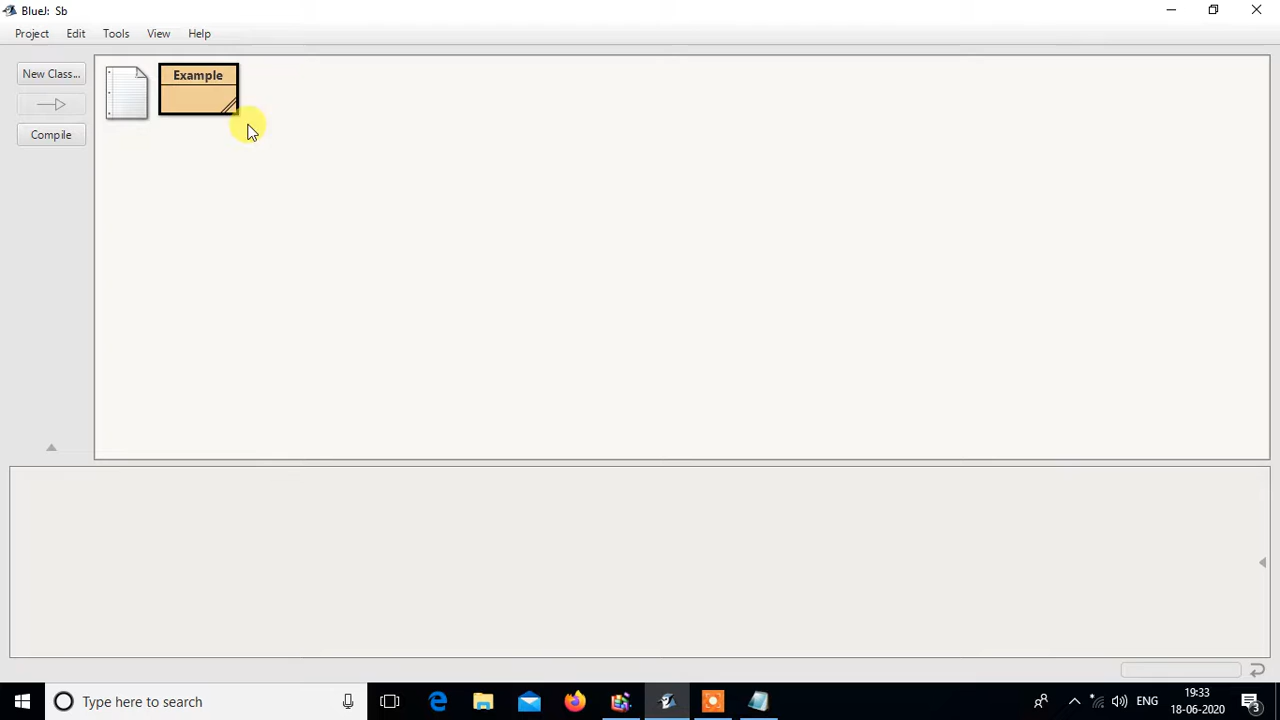 BlueJ: Sb
Project Edit Tools View Help
New Class...
Example
Compile
Type here to search
ENG
19:33
18-06-2020
3